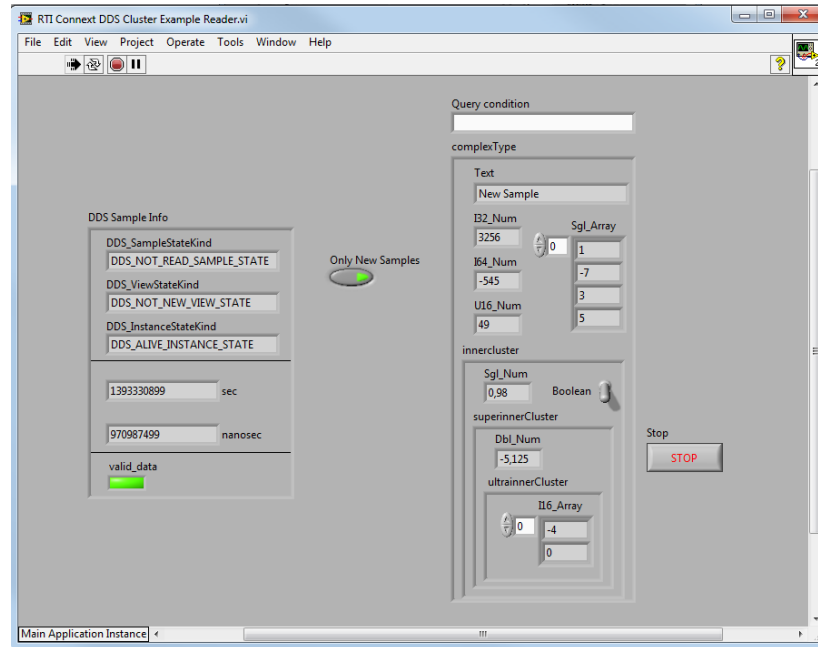 RTI Connext DDS Cluster Example Reader.vi
File Edit View Project Operate Tools Window Help
Query condition
complexType
Text
New Sample
I32_Num
3256
I64_Num
-545
U16_Num
49
Sgl_Array
0
1
-7
3
5
DDS Sample Info
DDS_SampleStateKind
DDS_NOT_READ_SAMPLE_STATE
DDS_ViewStateKind
DDS_NOT_NEW_VIEW_STATE
DDS_InstanceStateKind
DDS_ALIVE_INSTANCE_STATE
1393330899 sec
970987499 nanosec
valid_data
Only New Samples
innercluster
Sgl_Num
0,98
Boolean
superinnerCluster
Dbl_Num
-5,125
ultrainnerCluster
I16_Array
0
-4
0
Stop
STOP
Main Application Instance